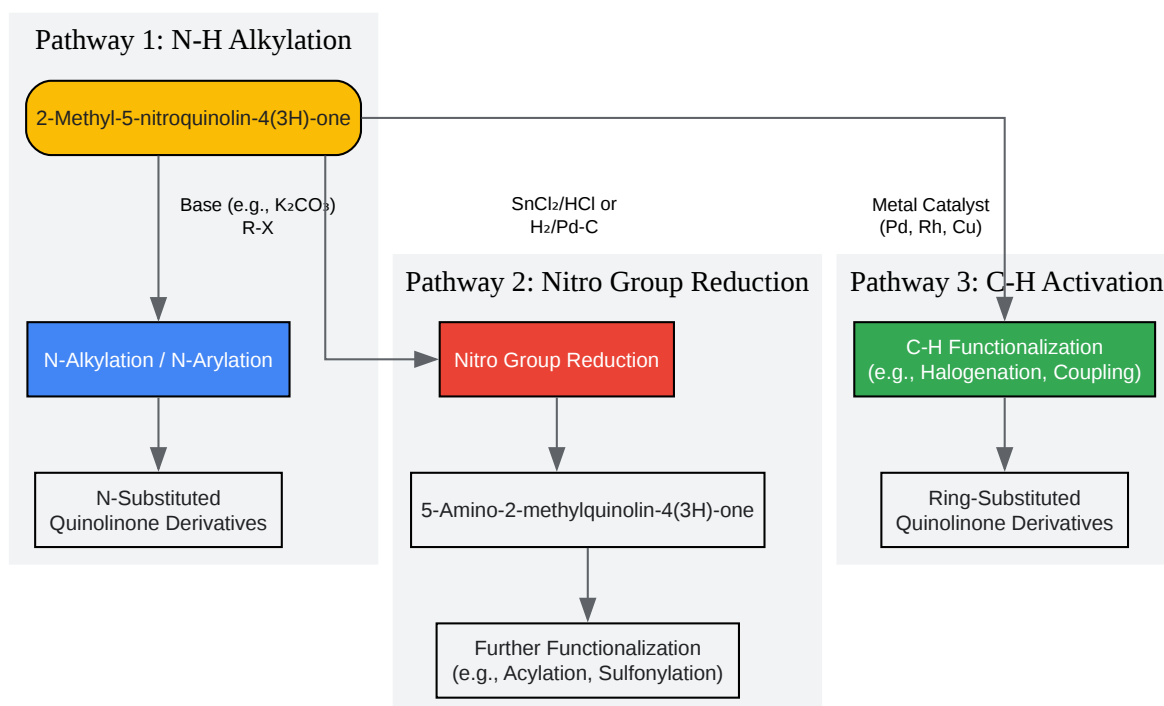 Pathway 1: N-H Alkylation
2-Methyl-5-nitroquinolin-4(3H)-one
Base (e.g., K₂CO₃)
R-X
SnCl₂/HCl or
H₂/Pd-C
Metal Catalyst
(Pd, Rh, Cu)
Pathway 2: Nitro Group Reduction
Pathway 3: C-H Activation
N-Alkylation / N-Arylation
Nitro Group Reduction
C-H Functionalization
(e.g., Halogenation, Coupling)
N-Substituted
Quinolinone Derivatives
5-Amino-2-methylquinolin-4(3H)-one
Ring-Substituted
Quinolinone Derivatives
Further Functionalization
(e.g., Acylation, Sulfonylation)